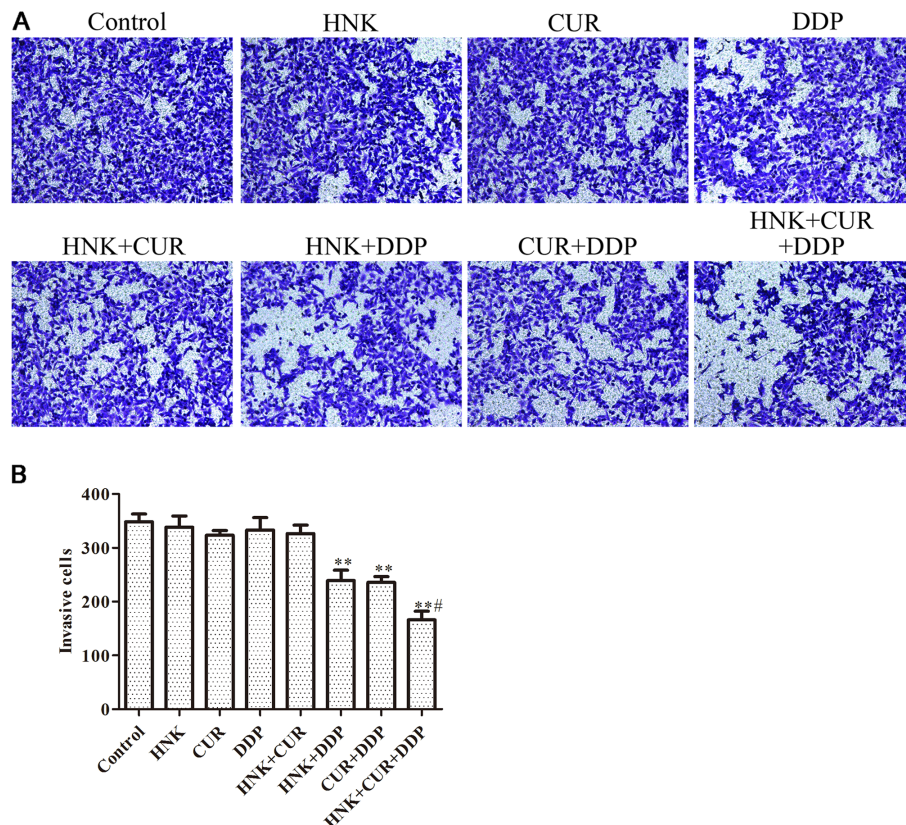 A
Control
HNK
CUR
DDP
HNK+CUR
HNK+DDP
CUR+DDP
HNK+CUR
+DDP
B
400
300
200
100
0
Invasive cells
**
**
**#
Control
HNK
CUR
DDP
HNK+CUR
HNK+DDP
CUR+DDP
HNK+CUR+DDP